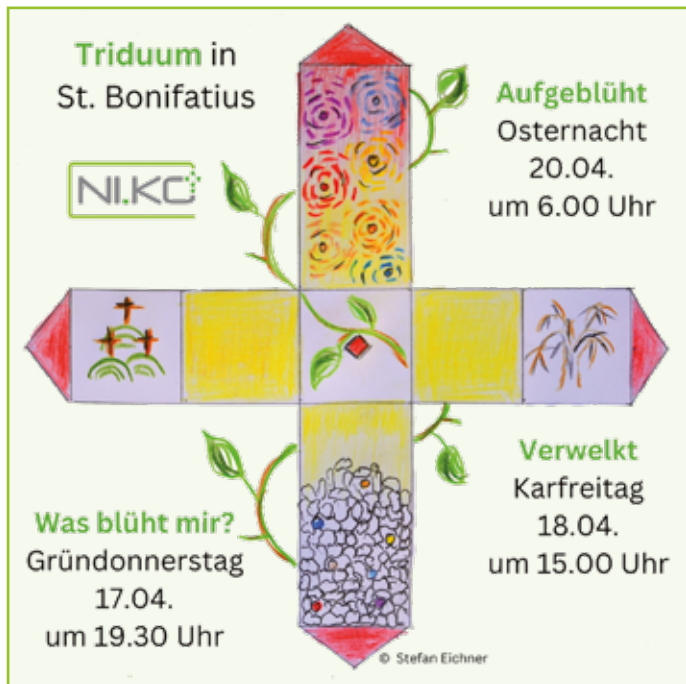 Triduum in
St. Bonifatius
NI.KO
Aufgeblüht
Osternacht
20.04.
um 6.00 Uhr
Was blüht mir?
Gründonnerstag
17.04.
um 19.30 Uhr
Verwelkt
Karfreitag
18.04.
um 15.00 Uhr
© Stefan Eichner